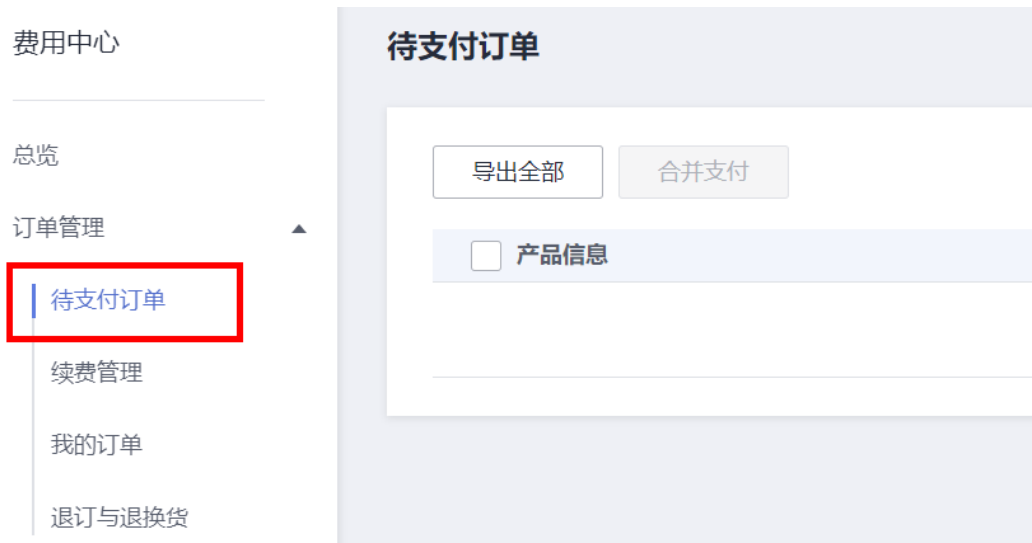 费用中心
总览
订单管理
待支付订单
续费管理
我的订单
退订与退换货
待支付订单
导出全部
合并支付
产品信息